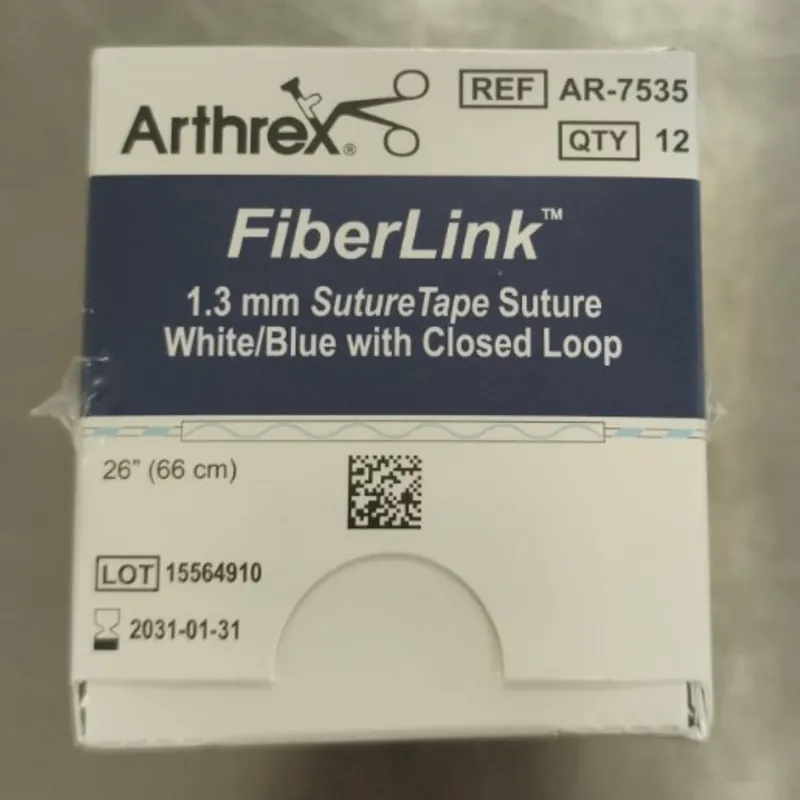 Arthrex®
REF AR-7535
QTY 12
FiberLink™
1.3 mm SutureTape Suture
White/Blue with Closed Loop
26" (66 cm)
LOT 15564910
2031-01-31